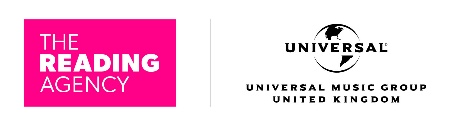 THE
READING
AGENCY
UNIVERSAL
UNIVERSAL MUSIC GROUP
UNITED KINGDOM